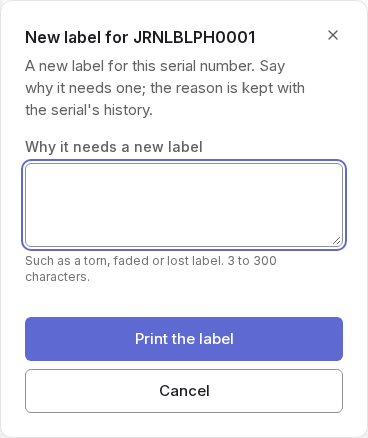 New label for JRNLBLPH0001
A new label for this serial number. Say
why it needs one; the reason is kept with
the serial's history.
Why it needs a new label
Such as a torn, faded or lost label. 3 to 300
characters.
Print the label
Cancel